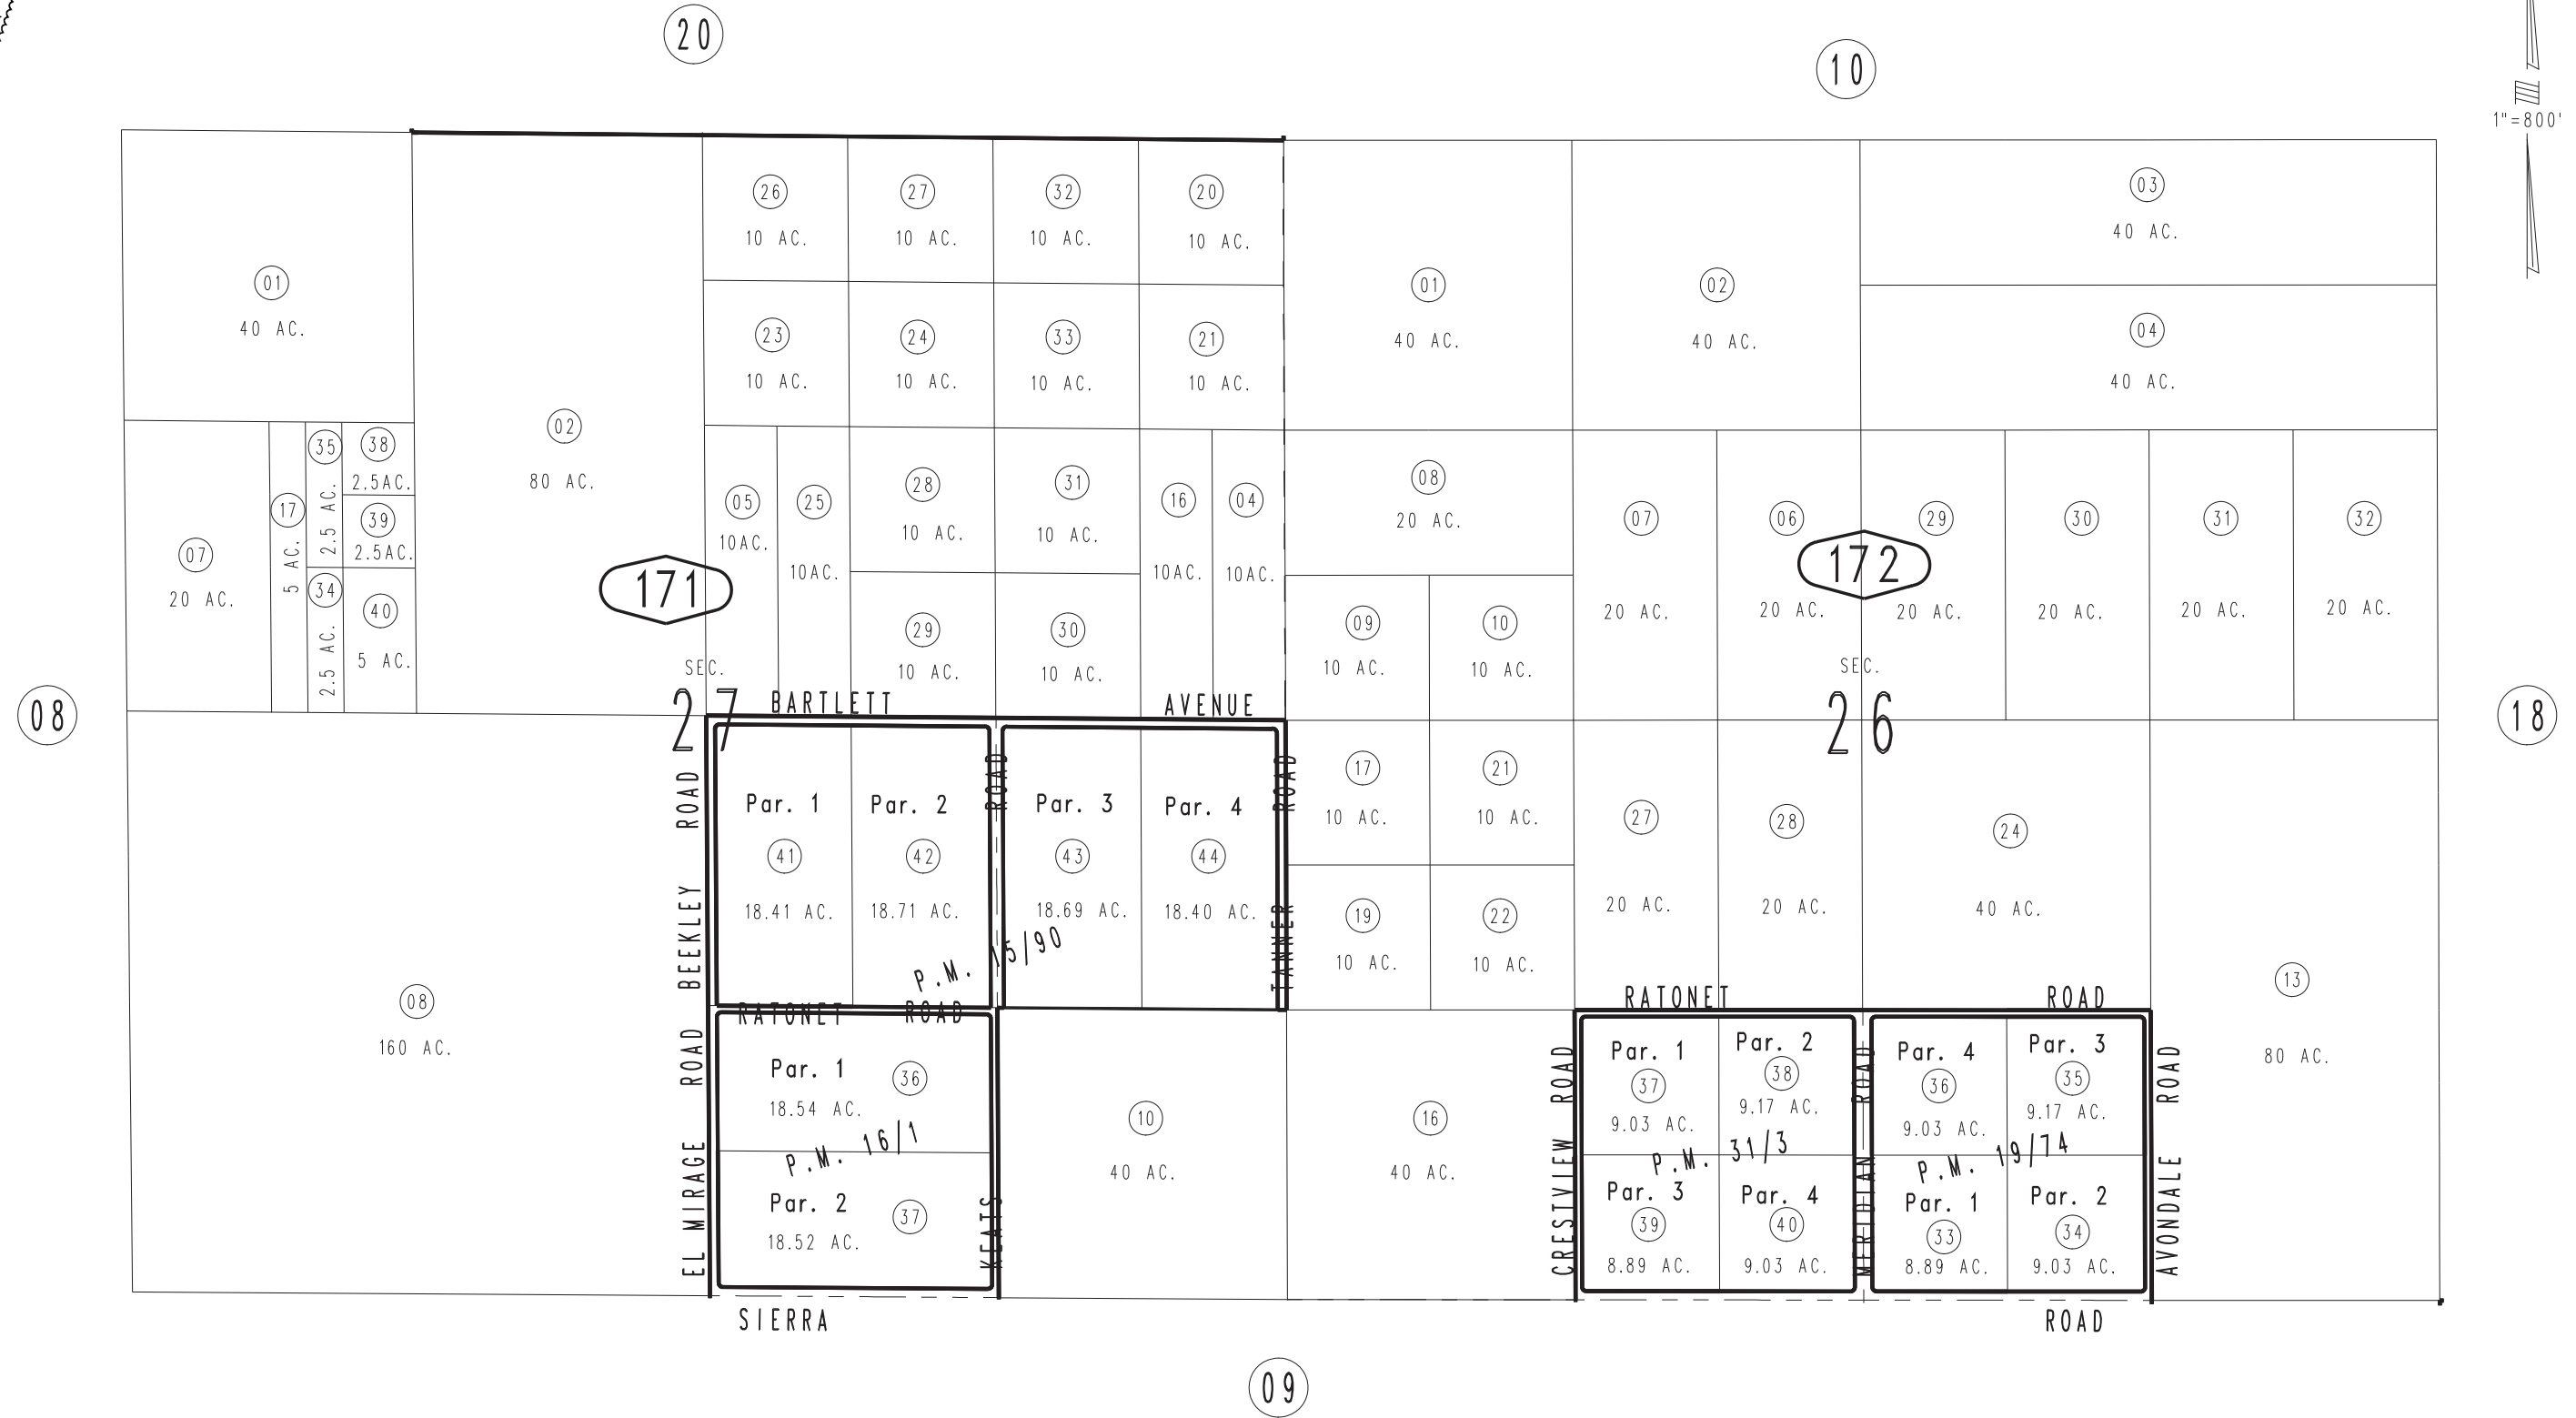 20
10
1"=800'
26
27
32
20
03
10 AC.
10 AC.
10 AC.
10 AC.
40 AC.
01
40 AC.
01
40 AC.
02
40 AC.
23
24
33
21
04
10 AC.
10 AC.
10 AC.
10 AC.
40 AC.
02
80 AC.
35
2.5 AC.
38
2.5AC.
17
5 AC.
39
2.5AC.
07
20 AC.
34
2.5 AC.
40
5 AC.
05
10AC.
25
10AC.
28
10 AC.
31
10 AC.
16
10AC.
04
10AC.
08
20 AC.
07
20 AC.
06
20 AC.
29
20 AC.
30
20 AC.
31
20 AC.
32
20 AC.
171
172
29
10 AC.
30
10 AC.
09
10 AC.
10
10 AC.
SEC.
27
SEC.
26
BARTLETT AVENUE
08
18
BEEKLEY ROAD
Par. 1
41
18.41 AC.
Par. 2
42
18.71 AC.
ROAD
Par. 3
43
18.69 AC.
Par. 4
44
18.40 AC.
P.M. 15/90
TANNER ROAD
17
10 AC.
21
10 AC.
27
20 AC.
28
20 AC.
24
40 AC.
19
10 AC.
22
10 AC.
13
80 AC.
08
160 AC.
RATONET ROAD
RATONET ROAD
EL MIRAGE ROAD
Par. 1
36
18.54 AC.
P.M. 16/1
Par. 2
37
18.52 AC.
KEATS
10
40 AC.
16
40 AC.
CRESTVIEW ROAD
Par. 1
37
9.03 AC.
Par. 2
38
9.17 AC.
P.M. 31/3
Par. 3
39
8.89 AC.
Par. 4
40
9.03 AC.
MERIDIAN ROAD
Par. 4
36
9.03 AC.
Par. 3
35
9.17 AC.
P.M. 19/74
Par. 1
33
8.89 AC.
Par. 2
34
9.03 AC.
AVONDALE ROAD
SIERRA ROAD
09